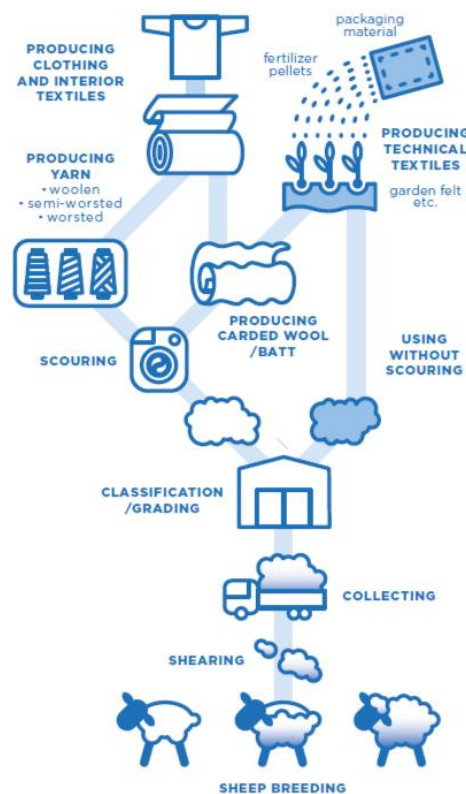 packaging
material
fertilizer
pellets
PRODUCING
CLOTHING
AND INTERIOR
TEXTILES
PRODUCING
TECHNICAL
TEXTILES
garden felt
etc.
PRODUCING
YARN
• woolen
• semi-worsted
• worsted
PRODUCING
CARDED WOOL
/BATT
SCOURING
USING
WITHOUT
SCOURING
CLASSIFICATION
/GRADING
COLLECTING
SHEARING
SHEEP BREEDING